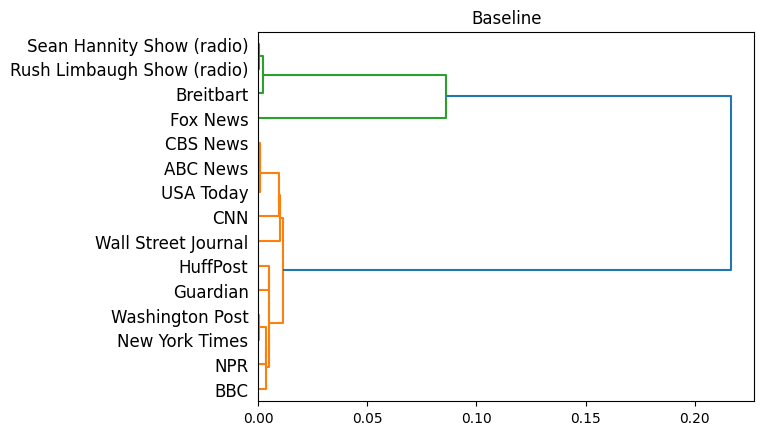 Baseline
Sean Hannity Show (radio)
Rush Limbaugh Show (radio)
Breitbart
Fox News
CBS News
ABC News
USA Today
CNN
Wall Street Journal
HuffPost
Guardian
Washington Post
New York Times
NPR
BBC
0.00 0.05 0.10 0.15 0.20